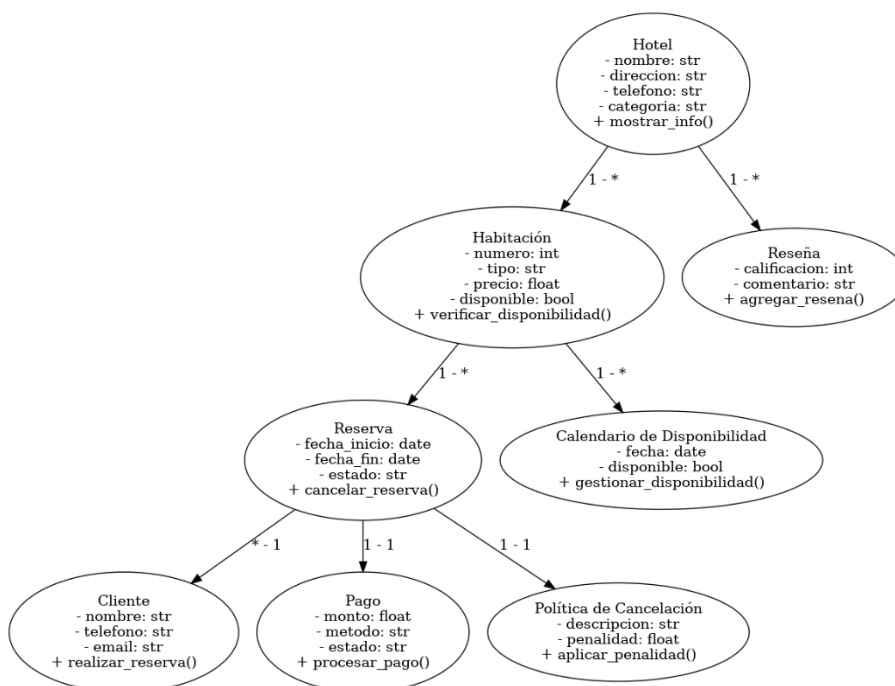 Hotel
- nombre: str
- direccion: str
- telefono: str
- categoria: str
+ mostrar_info()
1 - *
1 - *
Habitación
- numero: int
- tipo: str
- precio: float
- disponible: bool
+ verificar_disponibilidad()
Reseña
- calificacion: int
- comentario: str
+ agregar_resena()
1 - *
1 - *
Reserva
- fecha_inicio: date
- fecha_fin: date
- estado: str
+ cancelar_reserva()
Calendario de Disponibilidad
- fecha: date
- disponible: bool
+ gestionar_disponibilidad()
* - 1
1 - 1
1 - 1
Cliente
- nombre: str
- telefono: str
- email: str
+ realizar_reserva()
Pago
- monto: float
- metodo: str
- estado: str
+ procesar_pago()
Política de Cancelación
- descripcion: str
- penalidad: float
+ aplicar_penalidad()